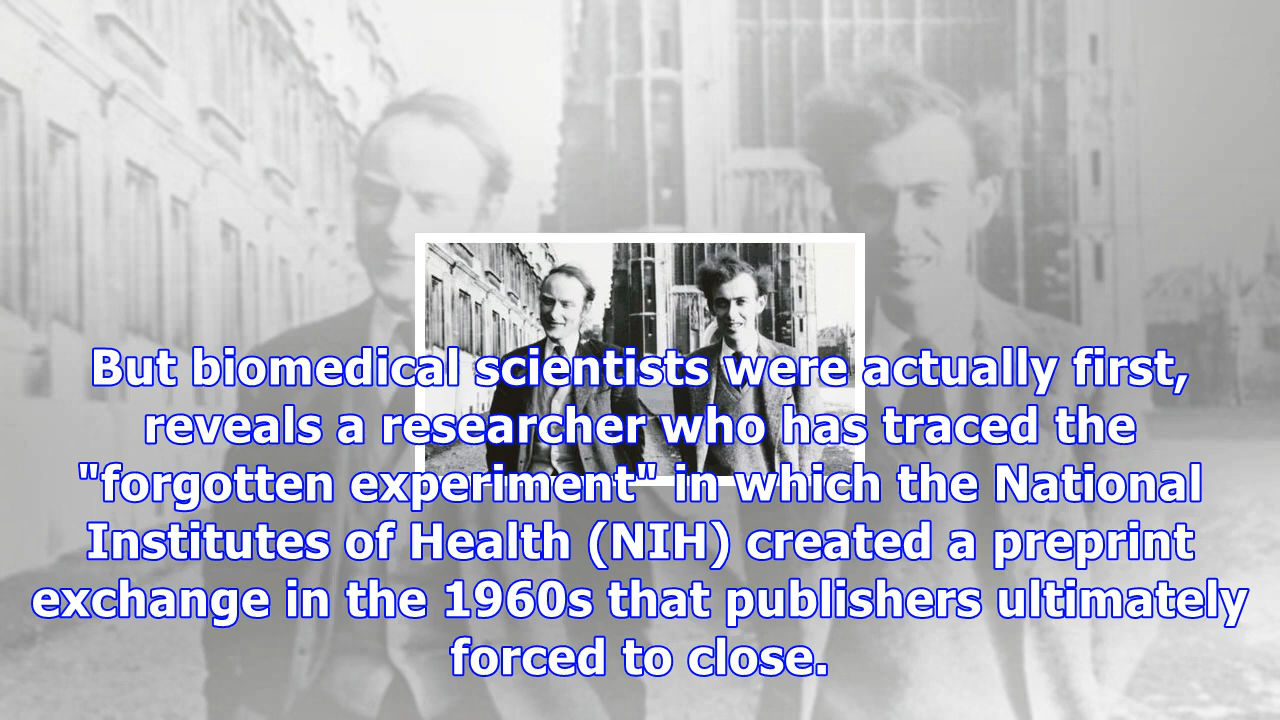 But biomedical scientists were actually first,
reveals a researcher who has traced the
"forgotten experiment" in which the National
Institutes of Health (NIH) created a preprint
exchange in the 1960s that publishers ultimately
forced to close.